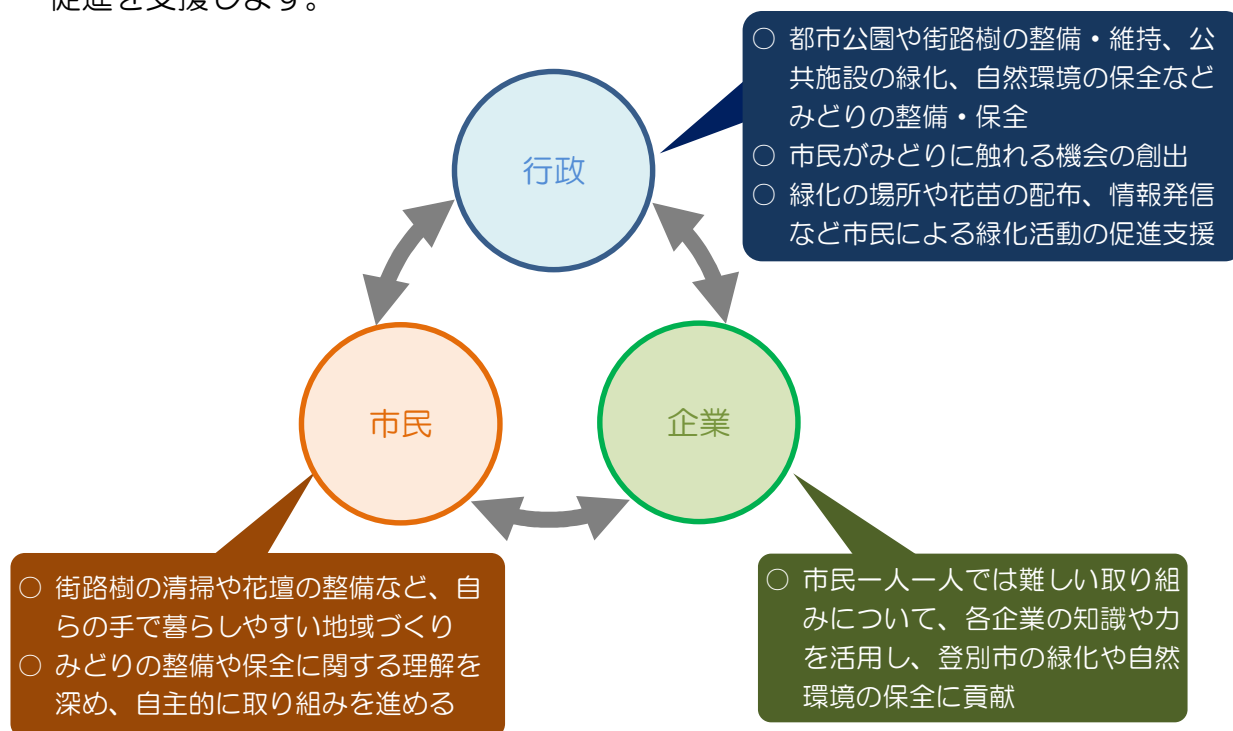 促進を支援します。
○ 都市公園や街路樹の整備・維持、公
共施設の緑化、自然環境の保全など
みどりの整備・保全
○ 市民がみどりに触れる機会の創出
○ 緑化の場所や花苗の配布、情報発信
など市民による緑化活動の促進支援
行政
市民
企業
○ 街路樹の清掃や花壇の整備など、自
らの手で暮らしやすい地域づくり
○ みどりの整備や保全に関する理解を
深め、自主的に取り組みを進める
○ 市民一人一人では難しい取り組
みについて、各企業の知識や力
を活用し、登別市の緑化や自然
環境の保全に貢献